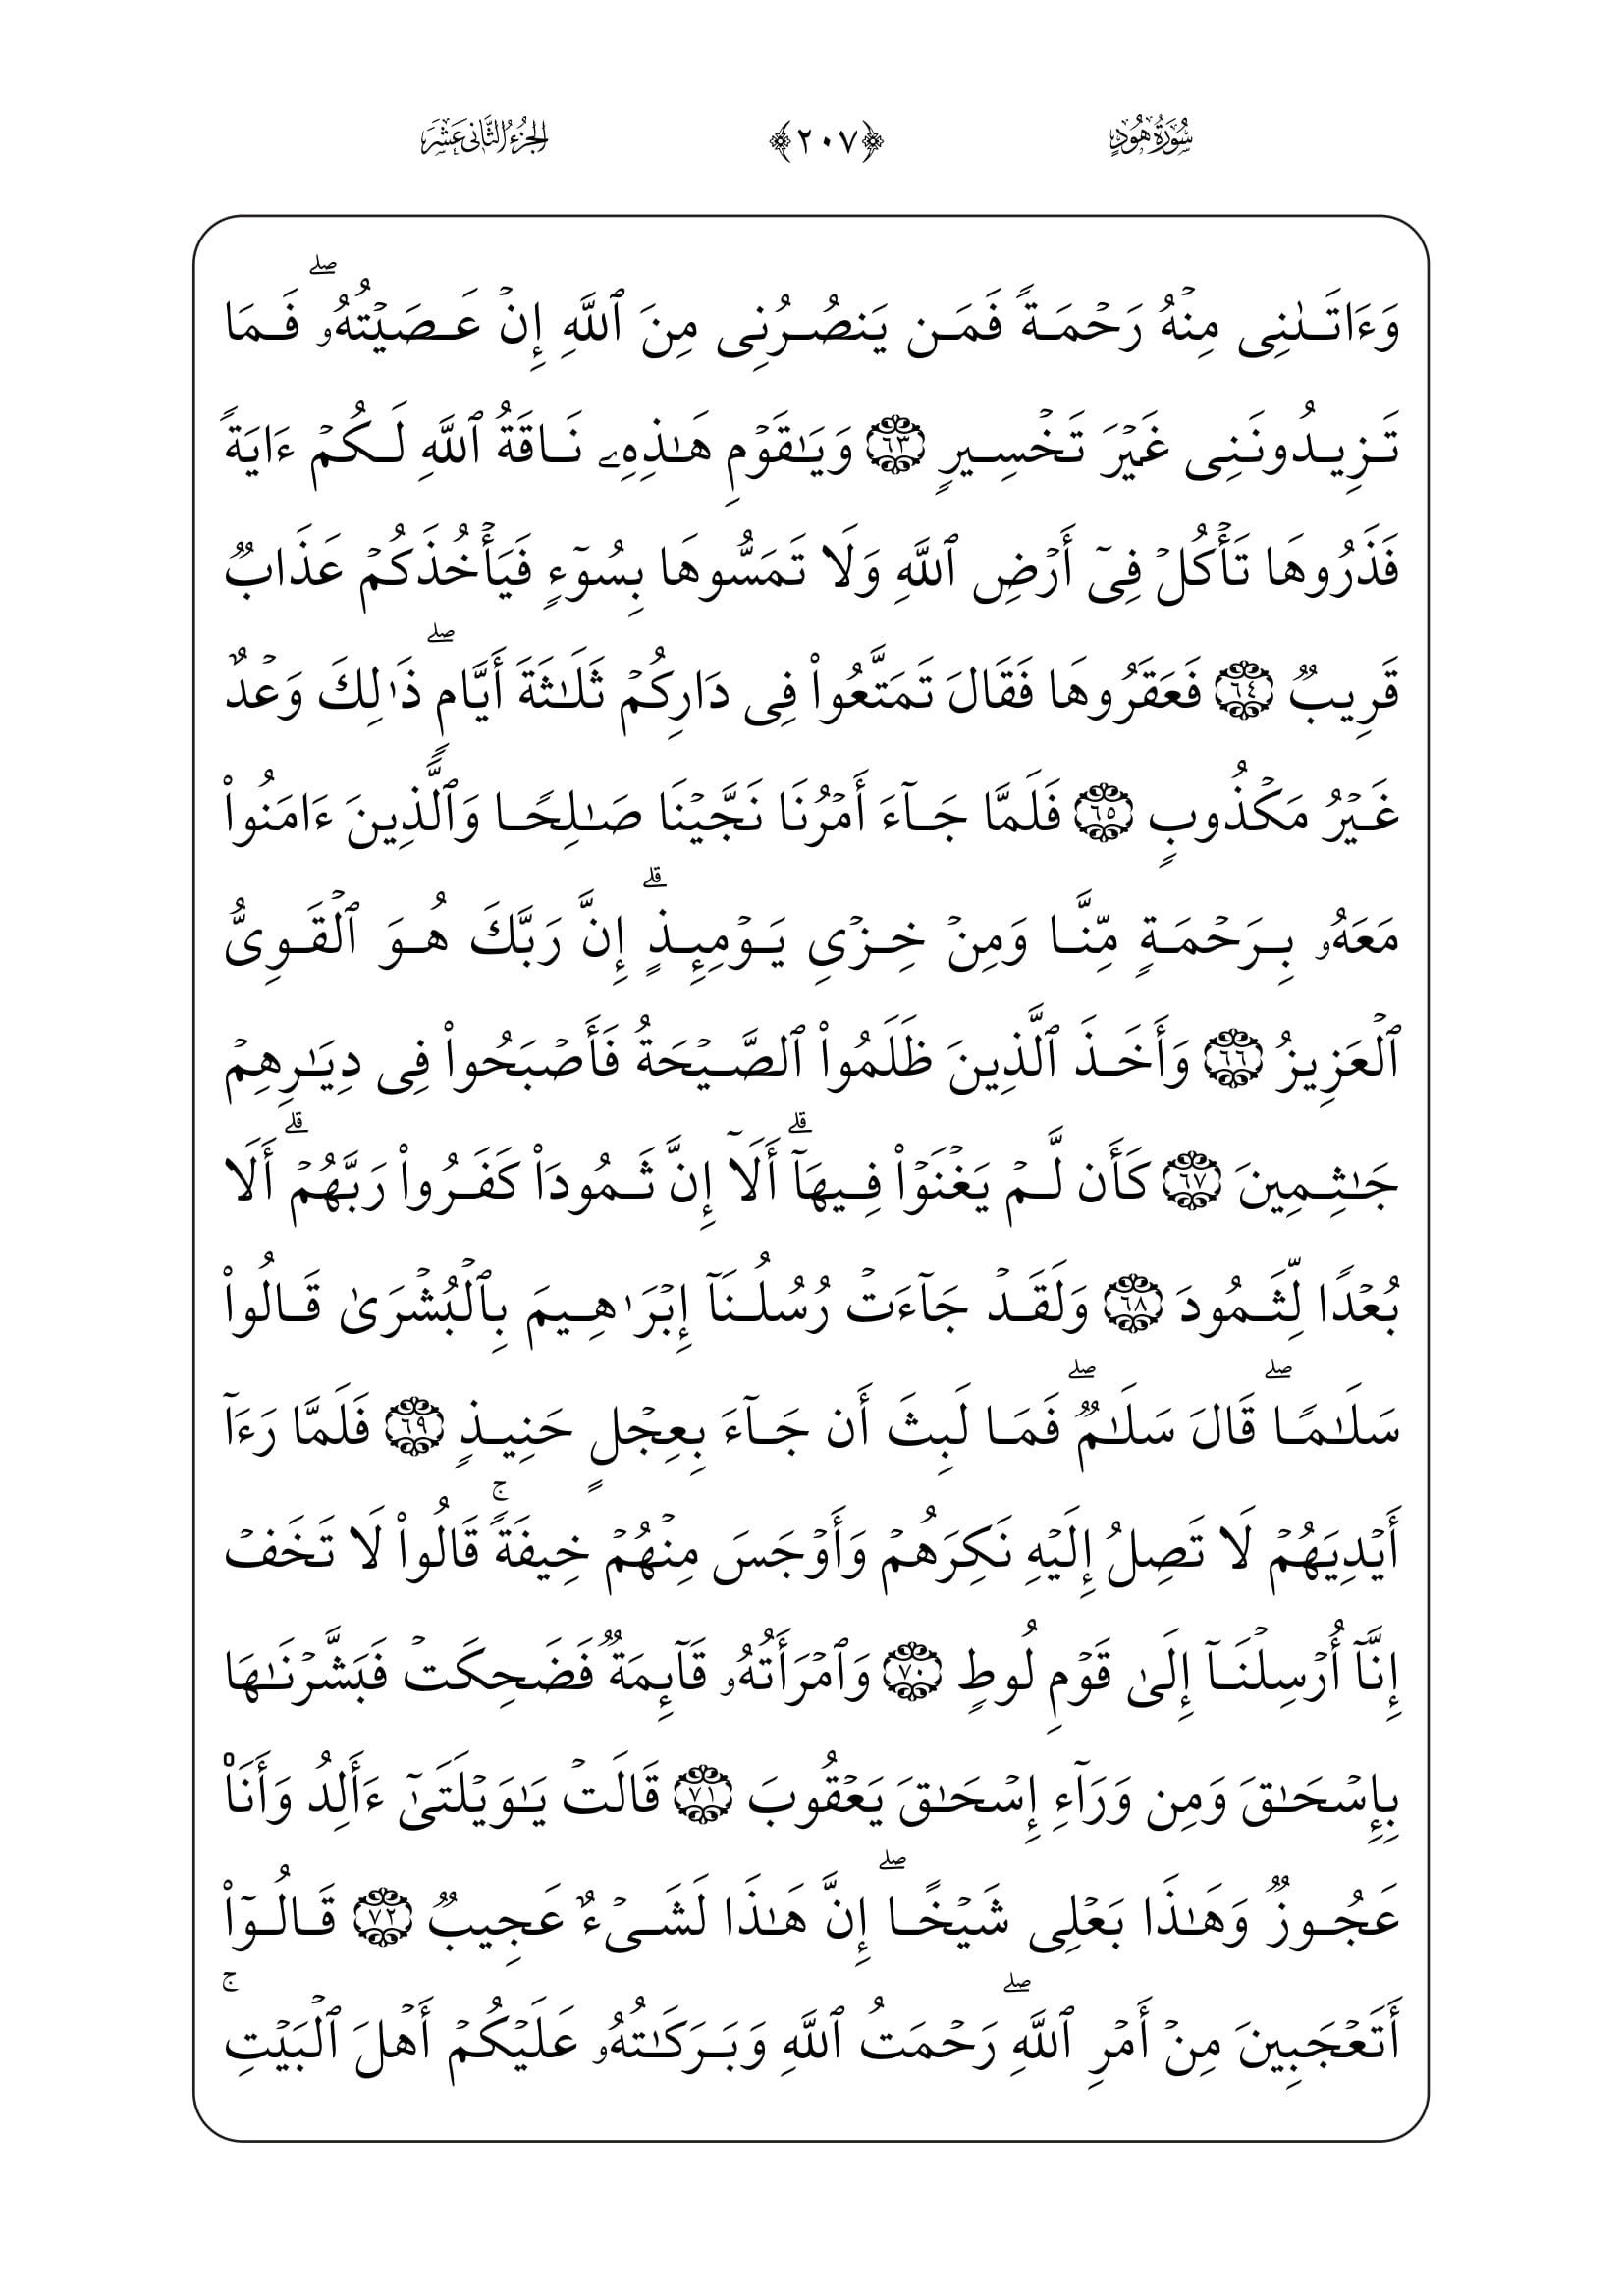 سُورَةُ هُودٍ ﴿٢٠٧﴾ الجُزْءُ الثَّانِى عَشَرَ
وَءَاتَىٰنِى مِنْهُ رَحْمَةً فَمَن يَنصُرُنِى مِنَ ٱللَّهِ إِنْ عَصَيْتُهُۥ ۖ فَمَا
تَزِيدُونَنِى غَيْرَ تَخْسِيرٍ ٦٣ وَيَـٰقَوْمِ هَـٰذِهِۦ نَاقَةُ ٱللَّهِ لَكُمْ ءَايَةً
فَذَرُوهَا تَأْكُلْ فِىٓ أَرْضِ ٱللَّهِ وَلَا تَمَسُّوهَا بِسُوٓءٍ فَيَأْخُذَكُمْ عَذَابٌ
قَرِيبٌ ٦٤ فَعَقَرُوهَا فَقَالَ تَمَتَّعُوا۟ فِى دَارِكُمْ ثَلَـٰثَةَ أَيَّامٍ ۖ ذَٰلِكَ وَعْدٌ
غَيْرُ مَكْذُوبٍ ٦٥ فَلَمَّا جَآءَ أَمْرُنَا نَجَّيْنَا صَـٰلِحًا وَٱلَّذِينَ ءَامَنُوا۟
مَعَهُۥ بِرَحْمَةٍ مِّنَّا وَمِنْ خِزْىِ يَوْمِئِذٍ ۗ إِنَّ رَبَّكَ هُوَ ٱلْقَوِىُّ
ٱلْعَزِيزُ ٦٦ وَأَخَذَ ٱلَّذِينَ ظَلَمُوا۟ ٱلصَّيْحَةُ فَأَصْبَحُوا۟ فِى دِيَـٰرِهِمْ
جَـٰثِمِينَ ٦٧ كَأَن لَّمْ يَغْنَوْا۟ فِيهَآ ۗ أَلَآ إِنَّ ثَمُودَا۟ كَفَرُوا۟ رَبَّهُمْ ۗ أَلَا
بُعْدًا لِّثَمُودَ ٦٨ وَلَقَدْ جَآءَتْ رُسُلُنَآ إِبْرَٰهِيمَ بِٱلْبُشْرَىٰ قَالُوا۟
سَلَـٰمًا ۖ قَالَ سَلَـٰمٌ ۖ فَمَا لَبِثَ أَن جَآءَ بِعِجْلٍ حَنِيذٍ ٦٩ فَلَمَّا رَءَآ
أَيْدِيَهُمْ لَا تَصِلُ إِلَيْهِ نَكِرَهُمْ وَأَوْجَسَ مِنْهُمْ خِيفَةً ۚ قَالُوا۟ لَا تَخَفْ
إِنَّآ أُرْسِلْنَآ إِلَىٰ قَوْمِ لُوطٍ ٧٠ وَٱمْرَأَتُهُۥ قَآئِمَةٌ فَضَحِكَتْ فَبَشَّرْنَـٰهَا
بِإِسْحَـٰقَ وَمِن وَرَآءِ إِسْحَـٰقَ يَعْقُوبَ ٧١ قَالَتْ يَـٰوَيْلَتَىٰٓ ءَأَلِدُ وَأَنَا۠
عَجُوزٌ وَهَـٰذَا بَعْلِى شَيْخًا ۖ إِنَّ هَـٰذَا لَشَىْءٌ عَجِيبٌ ٧٢ قَالُوٓا۟
أَتَعْجَبِينَ مِنْ أَمْرِ ٱللَّهِ ۖ رَحْمَتُ ٱللَّهِ وَبَرَكَـٰتُهُۥ عَلَيْكُمْ أَهْلَ ٱلْبَيْتِ ۚ